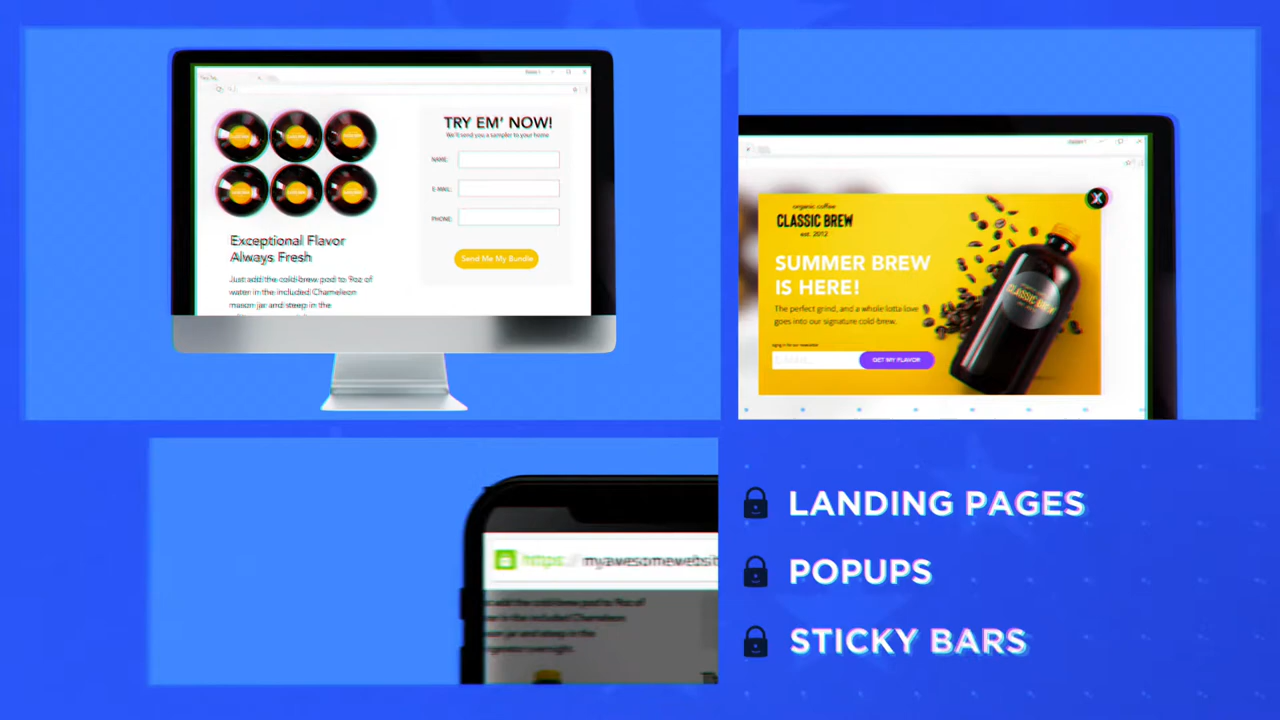 TRY EM' NOW!
We'll send you a sampler to your home
NAME:
E-MAIL:
PHONE:
Send Me My Bundle
Exceptional Flavor
Always Fresh
Just add the cold-brew pod to 9oz of
water in the included Chameleon
mason jar and steep in the
organic coffee
CLASSIC BREW
est. 2012
X
SUMMER BREW
IS HERE!
The perfect grind, and a whole lotta love
goes into our signature cold-brew.
GET MY FLAVOR
CLASSIC BREW
https://myawesomewebsit
add the cold-brew pod to 9oz of
water in the included Chameleon
jar and steep in the
LANDING PAGES
POPUPS
STICKY BARS